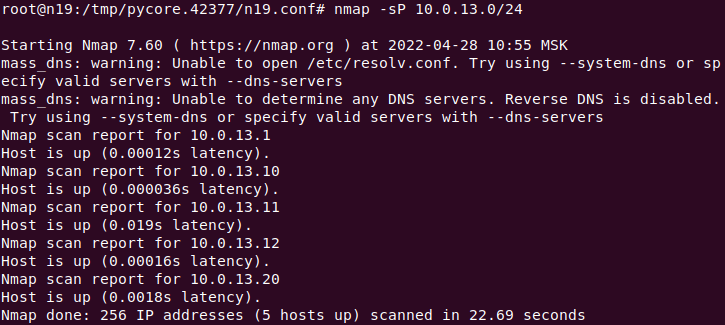 root@n19:/tmp/pycore.42377/n19.conf# nmap -sP 10.0.13.0/24
Starting Nmap 7.60 ( https://nmap.org ) at 2022-04-28 10:55 MSK
mass_dns: warning: Unable to open /etc/resolv.conf. Try using --system-dns or sp
ecify valid servers with --dns-servers
mass_dns: warning: Unable to determine any DNS servers. Reverse DNS is disabled.
 Try using --system-dns or specify valid servers with --dns-servers
Nmap scan report for 10.0.13.1
Host is up (0.00012s latency).
Nmap scan report for 10.0.13.10
Host is up (0.000036s latency).
Nmap scan report for 10.0.13.11
Host is up (0.019s latency).
Nmap scan report for 10.0.13.12
Host is up (0.00016s latency).
Nmap scan report for 10.0.13.20
Host is up (0.0018s latency).
Nmap done: 256 IP addresses (5 hosts up) scanned in 22.69 seconds